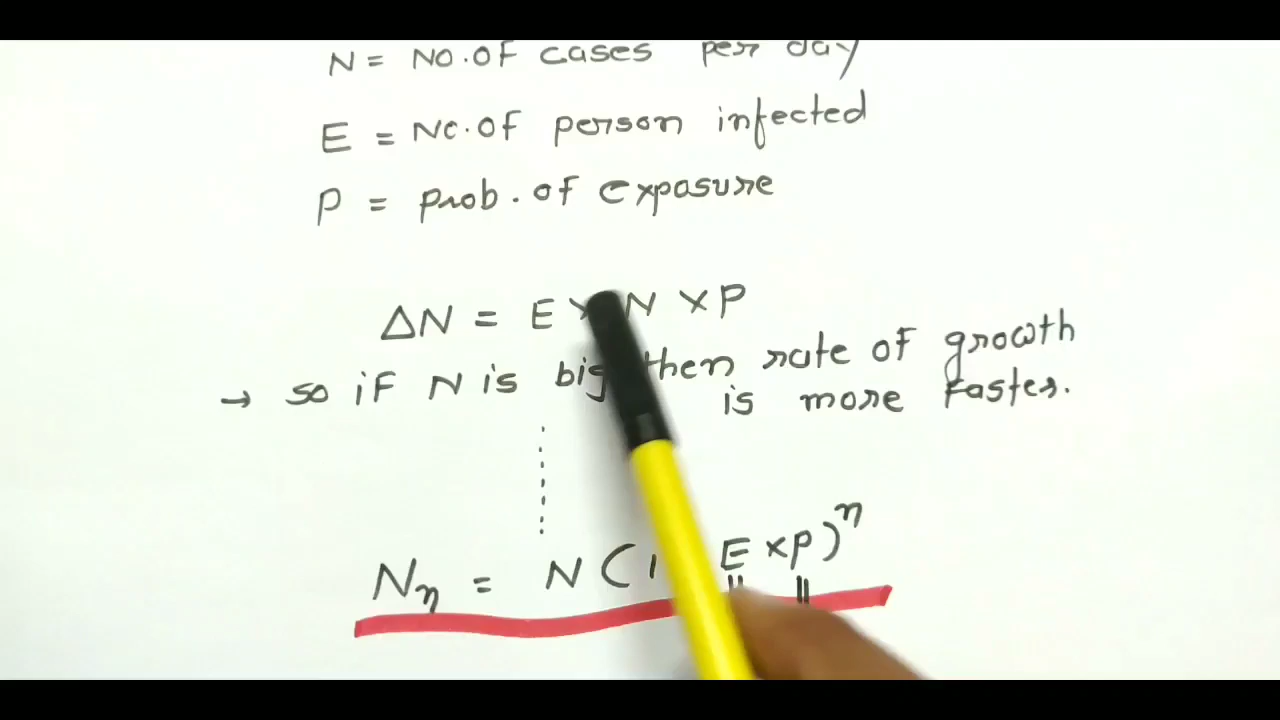 N = NO.OF cases per day
E = NO.OF person infected
P = prob. of exposure
ΔN = E × N × P
→ so if N is big then rate of growth
is more faster.
Nη = N (1 E × P)η